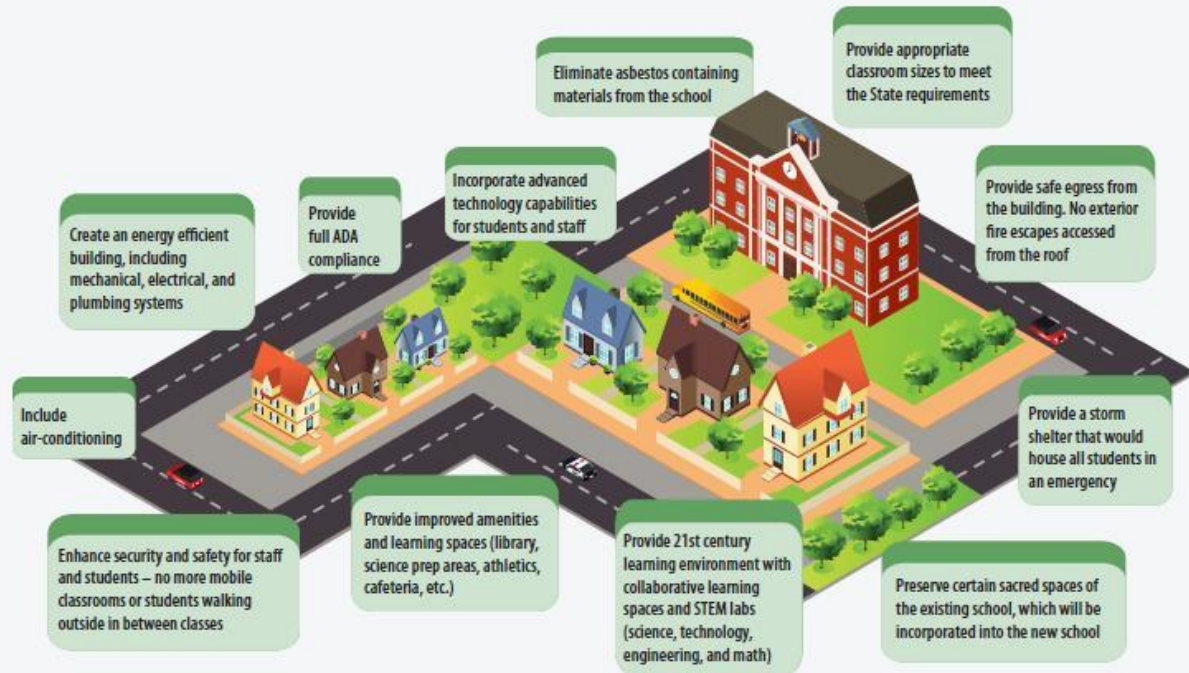 Eliminate asbestos containing
materials from the school
Provide appropriate
classroom sizes to meet
the State requirements
Incorporate advanced
technology capabilities
for students and staff
Provide safe egress from
the building. No exterior
fire escapes accessed
from the roof
Provide
full ADA
compliance
Create an energy efficient
building, including
mechanical, electrical, and
plumbing systems
Include
air-conditioning
Provide a storm
shelter that would
house all students in
an emergency
Enhance security and safety for staff
and students – no more mobile
classrooms or students walking
outside in between classes
Provide improved amenities
and learning spaces (library,
science prep areas, athletics,
cafeteria, etc.)
Provide 21st century
learning environment with
collaborative learning
spaces and STEM labs
(science, technology,
engineering, and math)
Preserve certain sacred spaces of
the existing school, which will be
incorporated into the new school